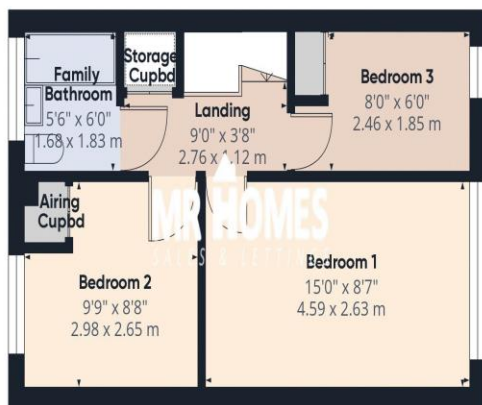 Family
Bathroom
5'6" x 6'0"
1.68 x 1.83 m
Storage
Cupbd
Landing
9'0" x 3'8"
2.76 x 1.12 m
Bedroom 3
8'0" x 6'0"
2.46 x 1.85 m
Airing
Cupbd
MR HOMES
SALES & LETTINGS
Bedroom 2
9'9" x 8'8"
2.98 x 2.65 m
Bedroom 1
15'0" x 8'7"
4.59 x 2.63 m